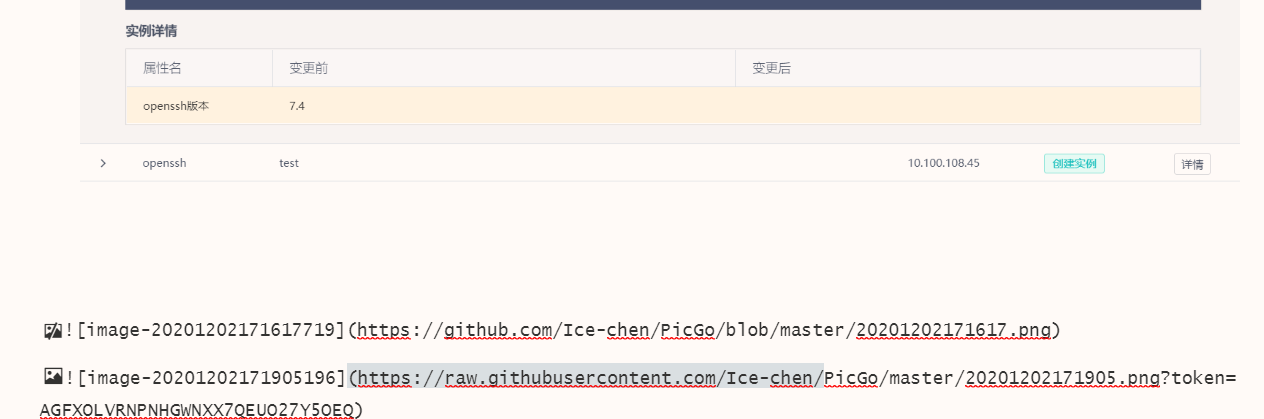 实例详情
属性名 变更前 变更后
openssh版本 7.4
openssh test 10.100.108.45 创建实例 详情
![image-20201202171617719](https://github.com/Ice-chen/PicGo/blob/master/20201202171617.png)
![image-20201202171905196](https://raw.githubusercontent.com/Ice-chen/PicGo/master/20201202171905.png?token=
AGFXOLVRNPNHGWNXX7QEUO27Y5OEQ)